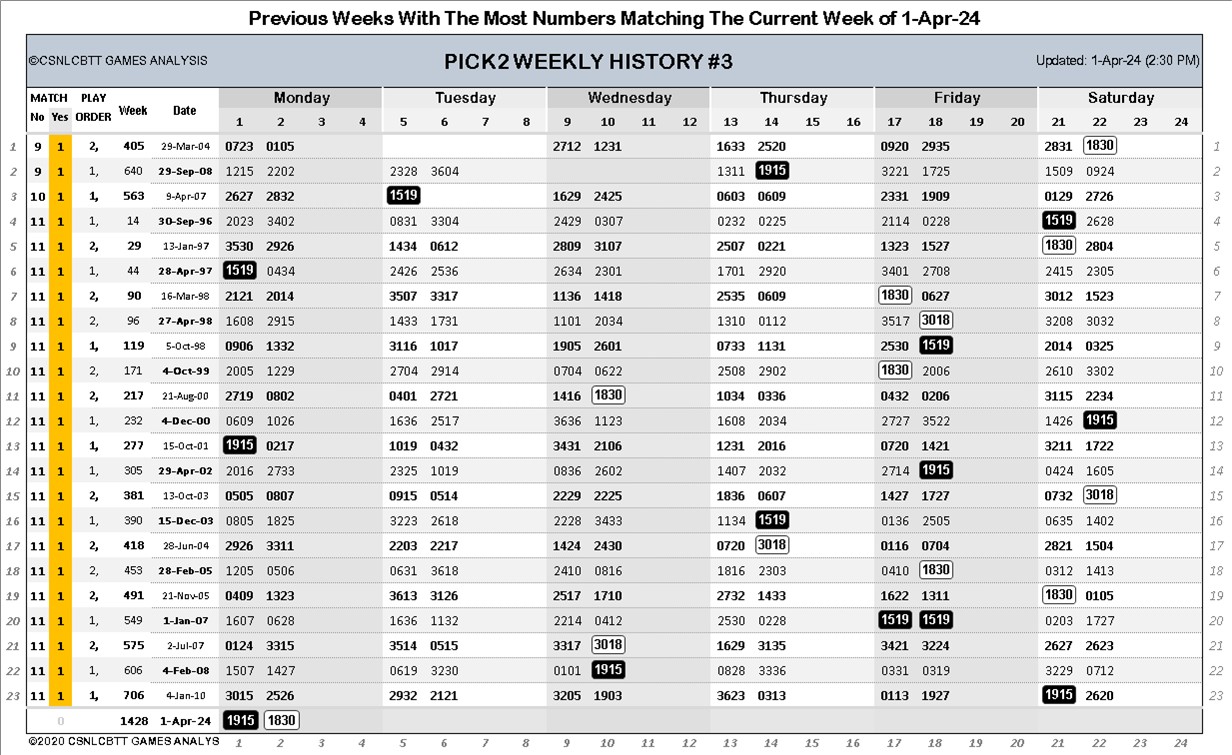 Previous Weeks With The Most Numbers Matching The Current Week of 1-Apr-24
©CSNLCBTT GAMES ANALYSIS PICK2 WEEKLY HISTORY #3 Updated: 1-Apr-24 (2:30 PM)
MATCH PLAY Week Date Monday Tuesday Wednesday Thursday Friday Saturday
No Yes ORDER 1 2 3 4 5 6 7 8 9 10 11 12 13 14 15 16 17 18 19 20 21 22 23 24
1 9 1 2, 405 29-Mar-04 0723 0105 2712 1231 1633 2520 0920 2935 2831 1830 1
2 9 1 1, 640 29-Sep-08 1215 2202 2328 3604 1311 1915 3221 1725 1509 0924 2
3 10 1 1, 563 9-Apr-07 2627 2832 1519 1629 2425 0603 0609 2331 1909 0129 2726 3
4 11 1 1, 14 30-Sep-96 2023 3402 0831 3304 2429 0307 0232 0225 2114 0228 1519 2628 4
5 11 1 2, 29 13-Jan-97 3530 2926 1434 0612 2809 3107 2507 0221 1323 1527 1830 2804 5
6 11 1 1, 44 28-Apr-97 1519 0434 2426 2536 2634 2301 1701 2920 3401 2708 2415 2305 6
7 11 1 2, 90 16-Mar-98 2121 2014 3507 3317 1136 1418 2535 0609 1830 0627 3012 1523 7
8 11 1 2, 96 27-Apr-98 1608 2915 1433 1731 1101 2034 1310 0112 3517 3018 3208 3032 8
9 11 1 1, 119 5-Oct-98 0906 1332 3116 1017 1905 2601 0733 1131 2530 1519 2014 0325 9
10 11 1 2, 171 4-Oct-99 2005 1229 2704 2914 0704 0622 2508 2902 1830 2006 2610 3302 10
11 11 1 2, 217 21-Aug-00 2719 0802 0401 2721 1416 1830 1034 0336 0432 0206 3115 2234 11
12 11 1 1, 232 4-Dec-00 0609 1026 1636 2517 3636 1123 1608 2034 2727 3522 1426 1915 12
13 11 1 1, 277 15-Oct-01 1915 0217 1019 0432 3431 2106 1231 2016 0720 1421 3211 1722 13
14 11 1 1, 305 29-Apr-02 2016 2733 2325 1019 0836 2602 1407 2032 2714 1915 0424 1605 14
15 11 1 2, 381 13-Oct-03 0505 0807 0915 0514 2229 2225 1836 0607 1427 1727 0732 3018 15
16 11 1 1, 390 15-Dec-03 0805 1825 3223 2618 2228 3433 1134 1519 0136 2505 0635 1402 16
17 11 1 2, 418 28-Jun-04 2926 3311 2203 2217 1424 2430 0720 3018 0116 0704 2821 1504 17
18 11 1 2, 453 28-Feb-05 1205 0506 0631 3618 2410 0816 1816 2303 0410 1830 0312 1413 18
19 11 1 2, 491 21-Nov-05 0409 1323 3613 3126 2517 1710 2732 1433 1622 1311 1830 0105 19
20 11 1 1, 549 1-Jan-07 1607 0628 1636 1132 2214 0412 2530 0228 1519 1519 0203 1727 20
21 11 1 2, 575 2-Jul-07 0124 3315 3514 0515 3317 3018 1629 3135 3421 3224 2627 2623 21
22 11 1 1, 606 4-Feb-08 1507 1427 0619 3230 0101 1915 0828 3336 0331 0319 3229 0712 22
23 11 1 1, 706 4-Jan-10 3015 2526 2932 2121 3205 1903 3623 0313 0113 1927 1915 2620 23
0 1428 1-Apr-24 1915 1830
©2020 CSNLCBTT GAMES ANALYS 1 2 3 4 5 6 7 8 9 10 11 12 13 14 15 16 17 18 19 20 21 22 23 24